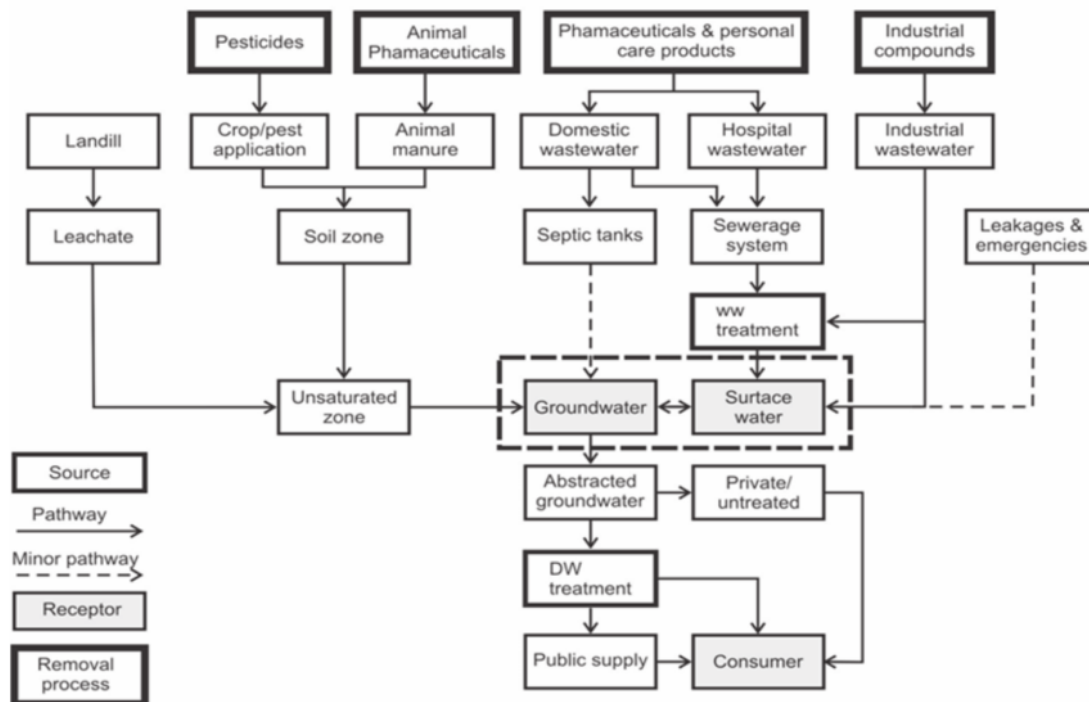 Pesticides
Animal
Phamaceuticals
Phamaceuticals & personal
care products
Industrial
compounds
Landill
Crop/pest
application
Animal
manure
Domestic
wastewater
Hospital
wastewater
Industrial
wastewater
Leachate
Soil zone
Septic tanks
Sewerage
system
Leakages &
emergencies
ww
treatment
Unsaturated
zone
Groundwater
Surtace
water
Source
Pathway
Minor pathway
Receptor
Removal
process
Abstracted
groundwater
Private/
untreated
DW
treatment
Public supply
Consumer